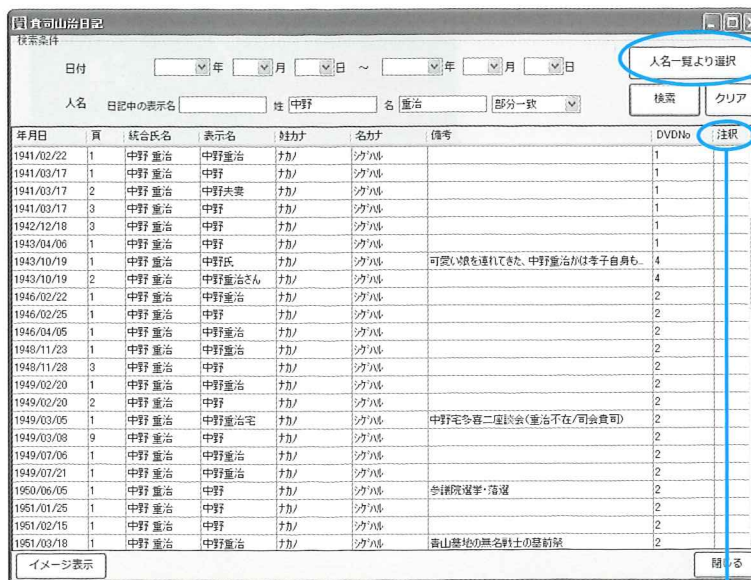 貴司山治日記
検索条件
日付 年 月 日 ～ 年 月 日 人名一覧より選択
人名 日記中の表示名 姓 中野 名 重治 部分一致 検索 クリア
年月日 頁 統合氏名 表示名 姓カナ 名カナ 備考 DVDNo 注釈
1941/02/22 1 中野 重治 中野重治 ナカノ シゲハル 1
1941/03/17 1 中野 重治 中野重治 ナカノ シゲハル 1
1941/03/17 2 中野 重治 中野夫妻 ナカノ シゲハル 1
1941/03/17 3 中野 重治 中野 ナカノ シゲハル 1
1942/12/18 3 中野 重治 中野 ナカノ シゲハル 1
1943/04/06 1 中野 重治 中野 ナカノ シゲハル 1
1943/10/19 1 中野 重治 中野氏 ナカノ シゲハル 可愛い娘を連れてきた、中野重治かは孝子自身も... 4
1943/10/19 2 中野 重治 中野重治さん ナカノ シゲハル 4
1946/02/22 1 中野 重治 中野重治 ナカノ シゲハル 2
1946/02/25 1 中野 重治 中野 ナカノ シゲハル 2
1946/04/05 1 中野 重治 中野重治 ナカノ シゲハル 2
1948/11/23 1 中野 重治 中野重治 ナカノ シゲハル 2
1948/11/28 3 中野 重治 中野 ナカノ シゲハル 2
1949/02/20 1 中野 重治 中野重治 ナカノ シゲハル 2
1949/02/20 2 中野 重治 中野 ナカノ シゲハル 2
1949/03/05 1 中野 重治 中野重治宅 ナカノ シゲハル 中野宅多喜二座談会(重治不在/司会貴司) 2
1949/03/08 9 中野 重治 中野 ナカノ シゲハル 2
1949/07/06 1 中野 重治 中野重治 ナカノ シゲハル 2
1949/07/21 1 中野 重治 中野重治 ナカノ シゲハル 2
1950/06/05 1 中野 重治 中野 ナカノ シゲハル 参議院選挙・落選 2
1951/01/25 1 中野 重治 中野 ナカノ シゲハル 2
1951/02/15 1 中野 重治 中野 ナカノ シゲハル 2
1951/03/18 1 中野 重治 中野重治 ナカノ シゲハル 青山墓地の無名戦士の墓前祭 2
イメージ表示 閉じる